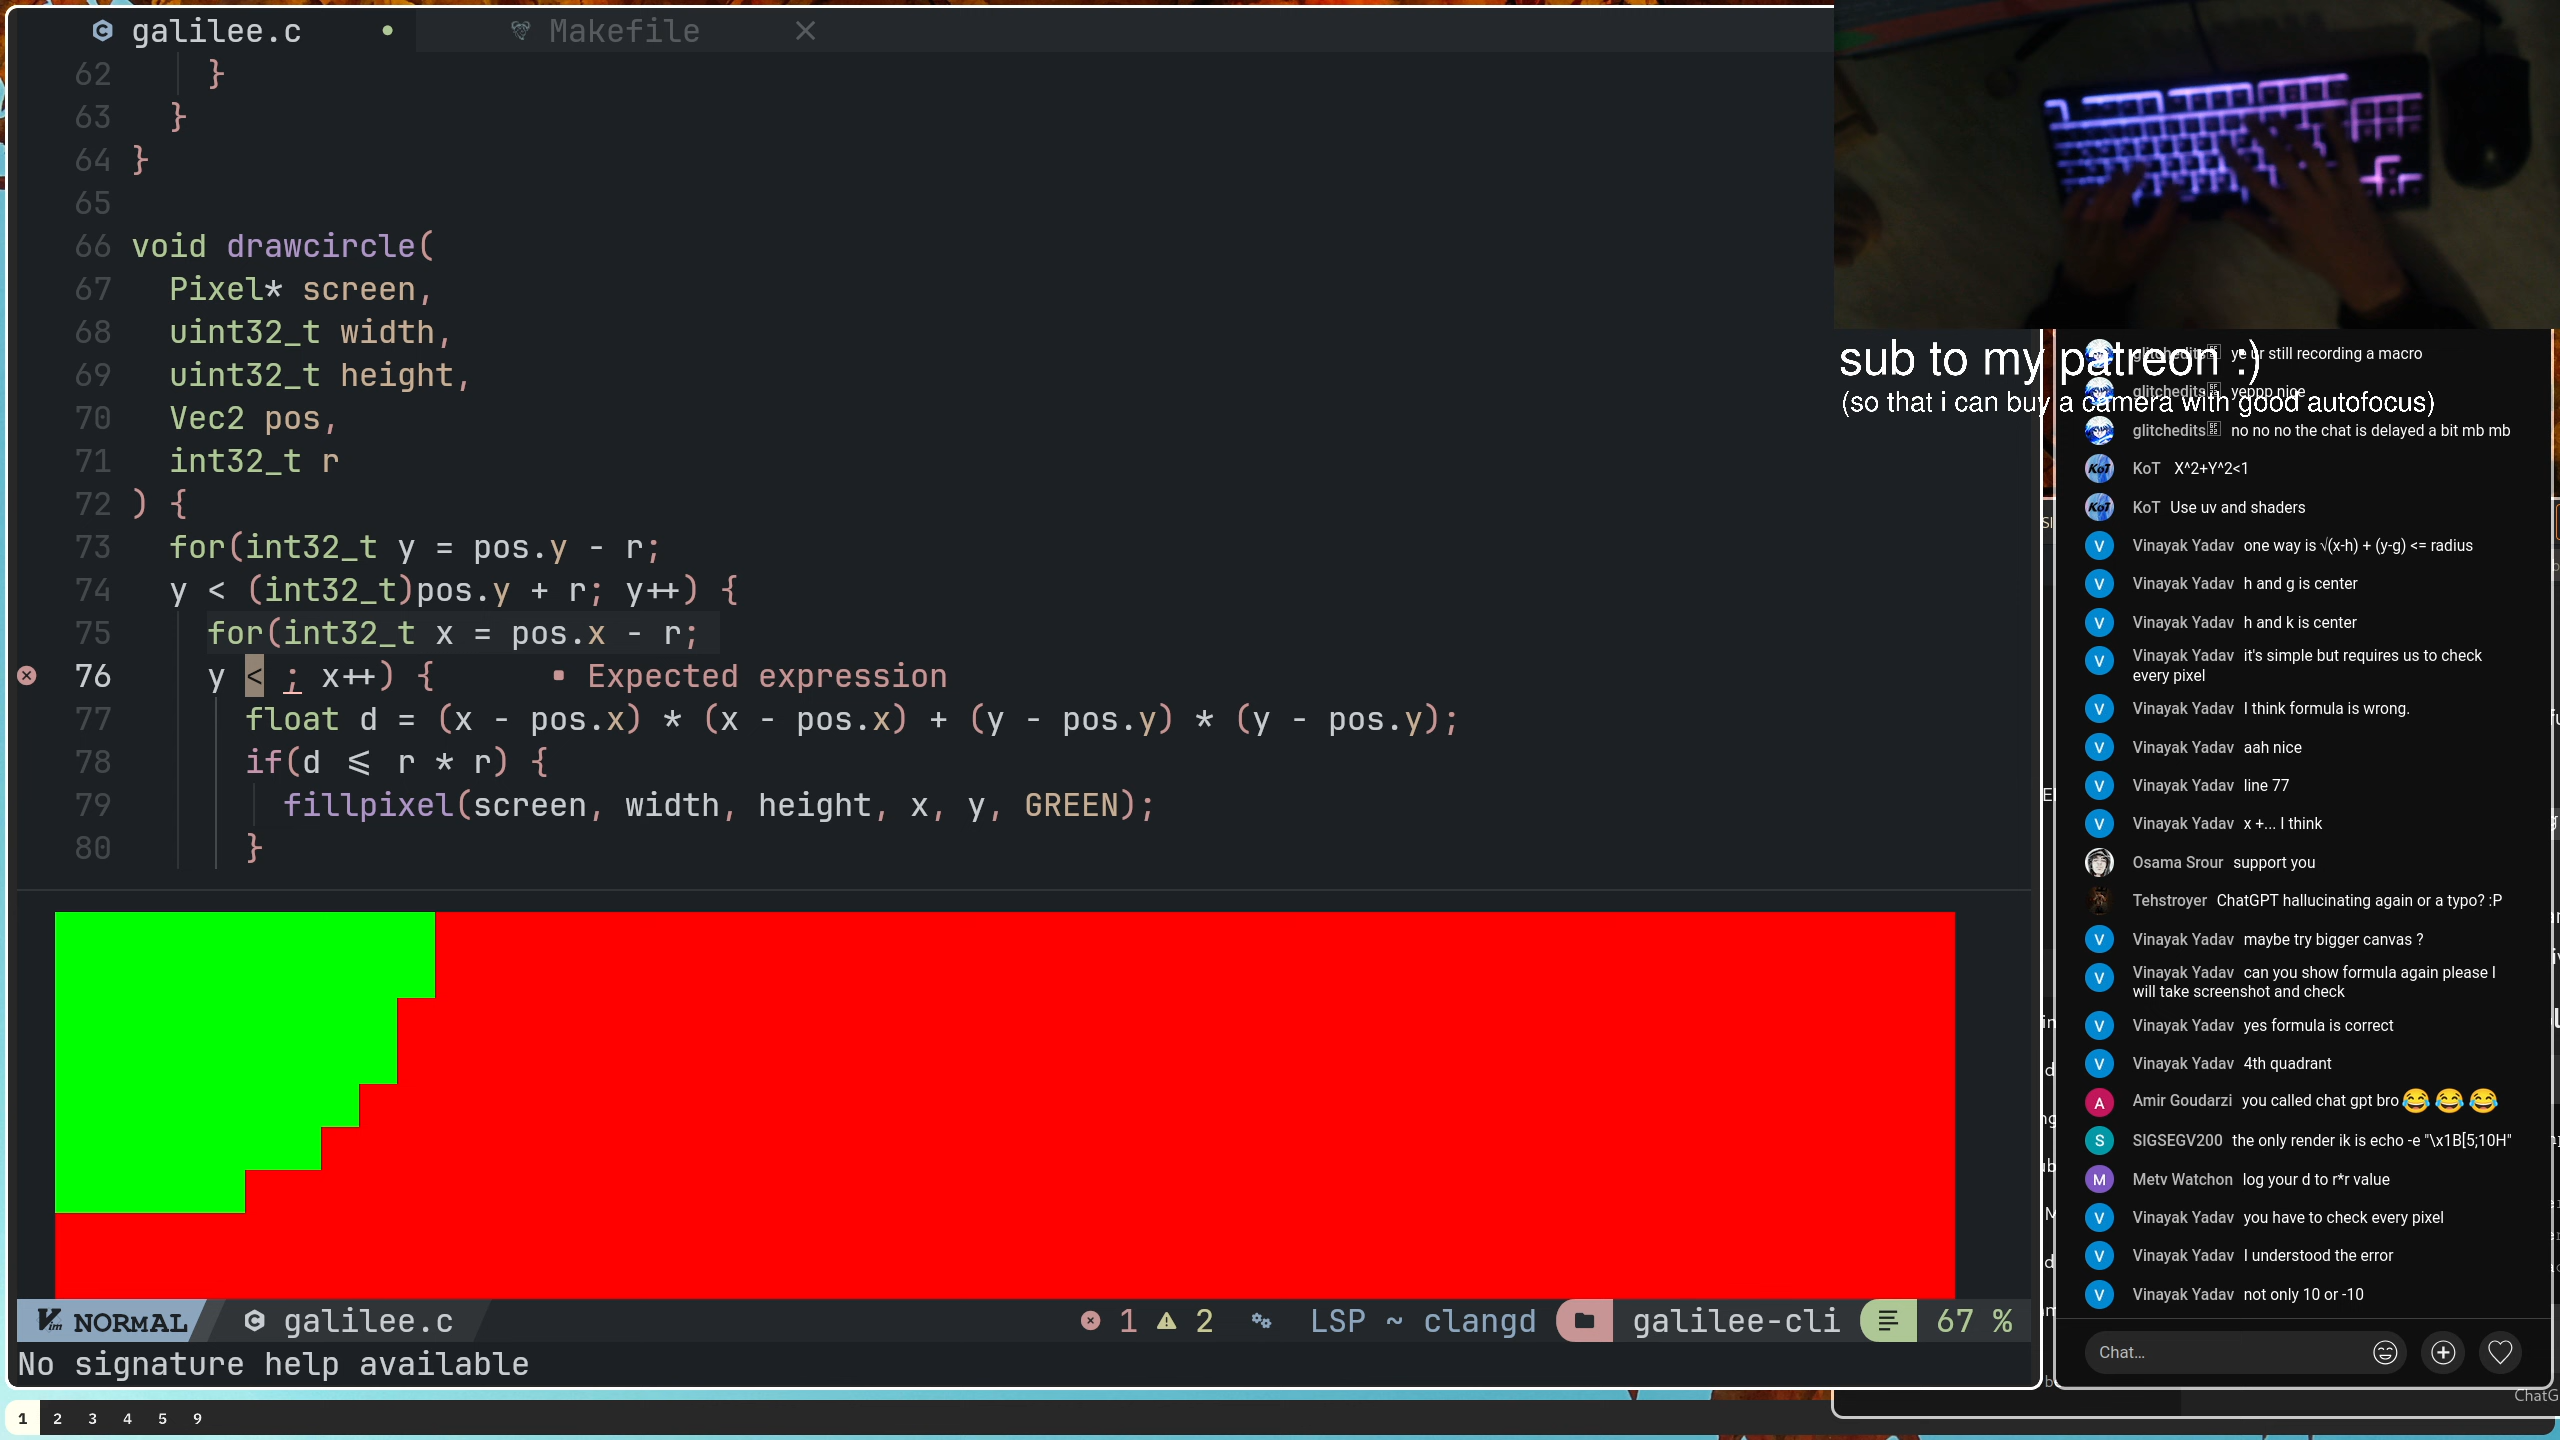 galilee.c
Makefile
62 }
63 }
64 }
65
66 void drawcircle(
67 Pixel* screen,
68 uint32_t width,
69 uint32_t height,
70 Vec2 pos,
71 int32_t r
72 ) {
73 for(int32_t y = pos.y - r;
74 y < (int32_t)pos.y + r; y++) {
75 for(int32_t x = pos.x - r;
76 y < ; x++) { ▪ Expected expression
77 float d = (x - pos.x) * (x - pos.x) + (y - pos.y) * (y - pos.y);
78 if(d <= r * r) {
79 fillpixel(screen, width, height, x, y, GREEN);
80 }
NORMAL galilee.c 1 2 LSP ~ clangd galilee-cli 67 %
No signature help available
1 2 3 4 5 9
sub to my patreon :)
(so that i can buy a camera with good autofocus)
glitchedits ye ur still recording a macro
glitchedits yeppp nice
glitchedits no no no the chat is delayed a bit mb mb
KoT X^2+Y^2<1
KoT Use uv and shaders
Vinayak Yadav one way is √(x-h) + (y-g) <= radius
Vinayak Yadav h and g is center
Vinayak Yadav h and k is center
Vinayak Yadav it's simple but requires us to check
every pixel
Vinayak Yadav I think formula is wrong.
Vinayak Yadav aah nice
Vinayak Yadav line 77
Vinayak Yadav x +... I think
Osama Srour support you
Tehstroyer ChatGPT hallucinating again or a typo? :P
Vinayak Yadav maybe try bigger canvas ?
Vinayak Yadav can you show formula again please I
will take screenshot and check
Vinayak Yadav yes formula is correct
Vinayak Yadav 4th quadrant
Amir Goudarzi you called chat gpt bro 😂😂😂
SIGSEGV200 the only render ik is echo -e "\x1B[5;10H"
Metv Watchon log your d to r*r value
Vinayak Yadav you have to check every pixel
Vinayak Yadav I understood the error
Vinayak Yadav not only 10 or -10
Chat...
ChatG